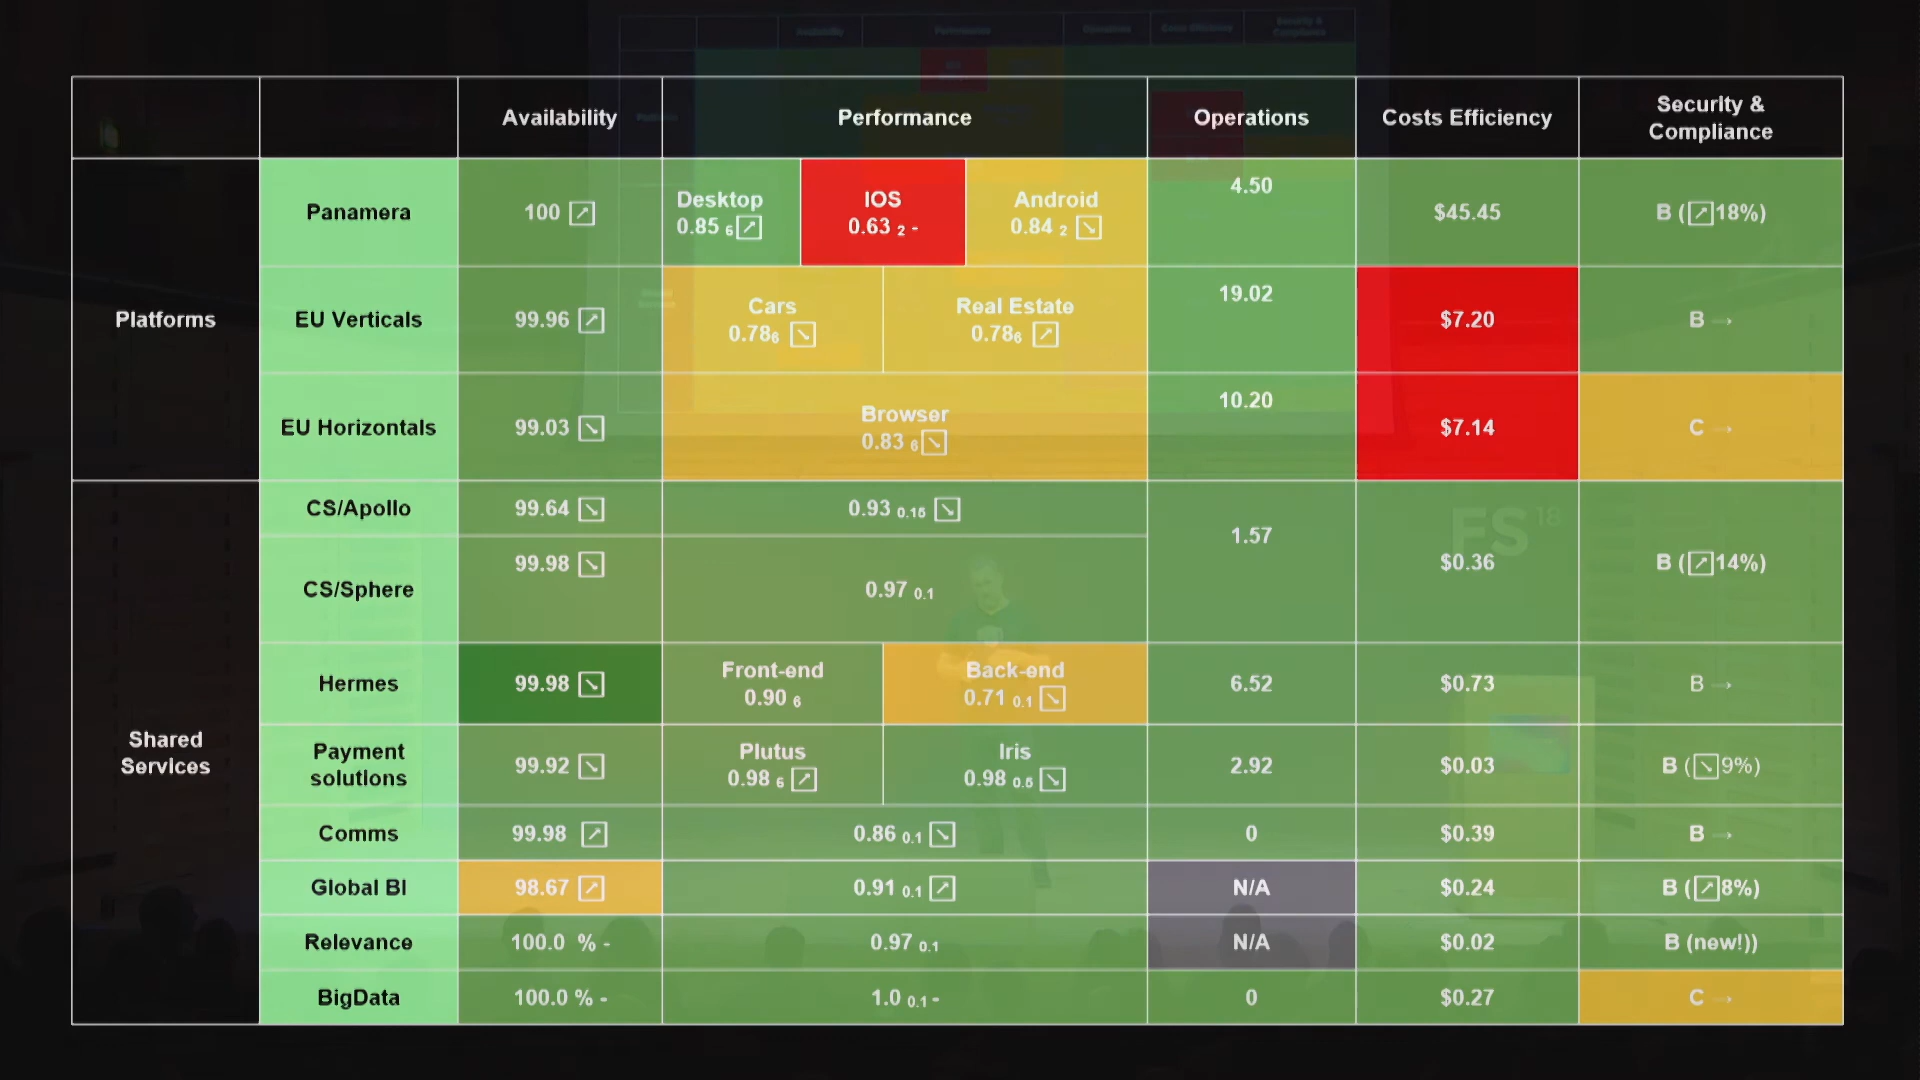 Availability Performance Operations Costs Efficiency Security &
Compliance
Platforms
Panamera 100 ↗ Desktop IOS Android 4.50 $45.45 B (↗18%)
0.85 6 ↗ 0.63 2 - 0.84 2 ↘
EU Verticals 99.96 ↗ Cars Real Estate 19.02 $7.20 B →
0.78 6 ↘ 0.78 6 ↗
EU Horizontals 99.03 ↘ Browser 10.20 $7.14 C →
0.83 6 ↘
Shared
Services
CS/Apollo 99.64 ↘ 0.93 0.15 ↘ 1.57 $0.36 B (↗14%)
CS/Sphere 99.98 ↘ 0.97 0.1
Hermes 99.98 ↘ Front-end Back-end 6.52 $0.73 B →
0.90 6 0.71 0.1 ↘
Payment
solutions 99.92 ↘ Plutus Iris 2.92 $0.03 B (↘9%)
0.98 6 ↗ 0.98 0.5 ↘
Comms 99.98 ↗ 0.86 0.1 ↘ 0 $0.39 B →
Global BI 98.67 ↗ 0.91 0.1 ↗ N/A $0.24 B (↗8%)
Relevance 100.0 % - 0.97 0.1 N/A $0.02 B (new!))
BigData 100.0 % - 1.0 0.1 - 0 $0.27 C →
FS 18